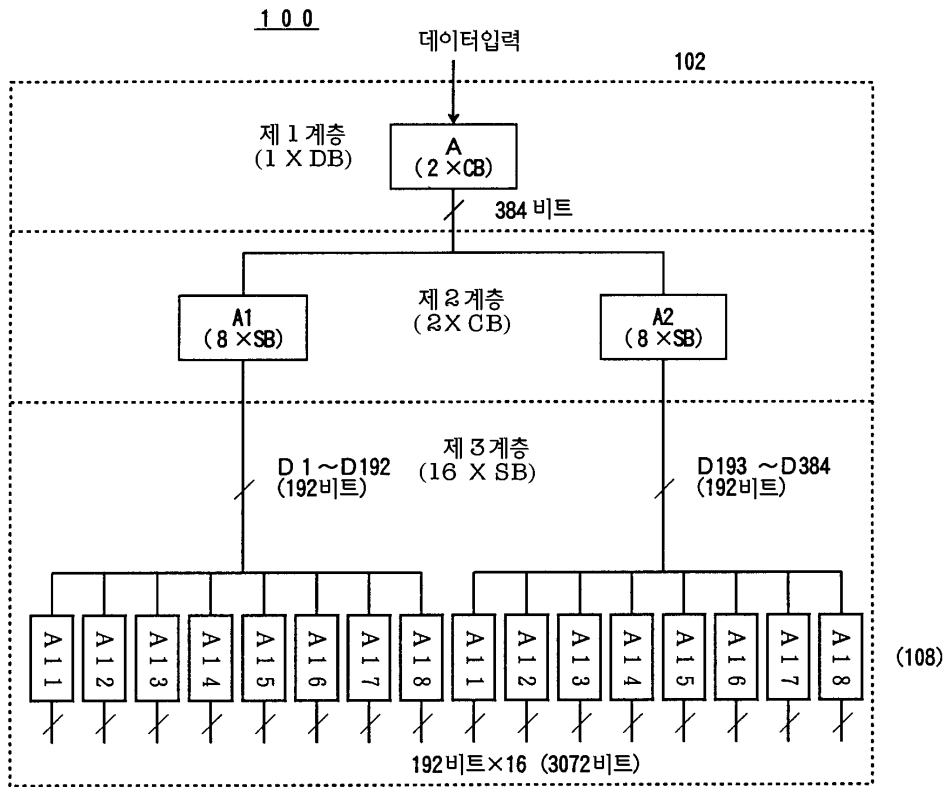 1 0 0
데이터입력
102
제 1 계층
(1 X DB)
A
( 2 ×CB)
384 비트
제 2 계층
(2X CB)
A1
( 8 ×SB)
A2
( 8 ×SB)
제 3 계층
(16 X SB)
D 1 ～D192
(192비트)
D193 ～D384
(192비트)
A11
A12
A13
A14
A15
A16
A17
A18
A11
A12
A13
A14
A15
A16
A17
A18
(108)
192비트×16 (3072비트)